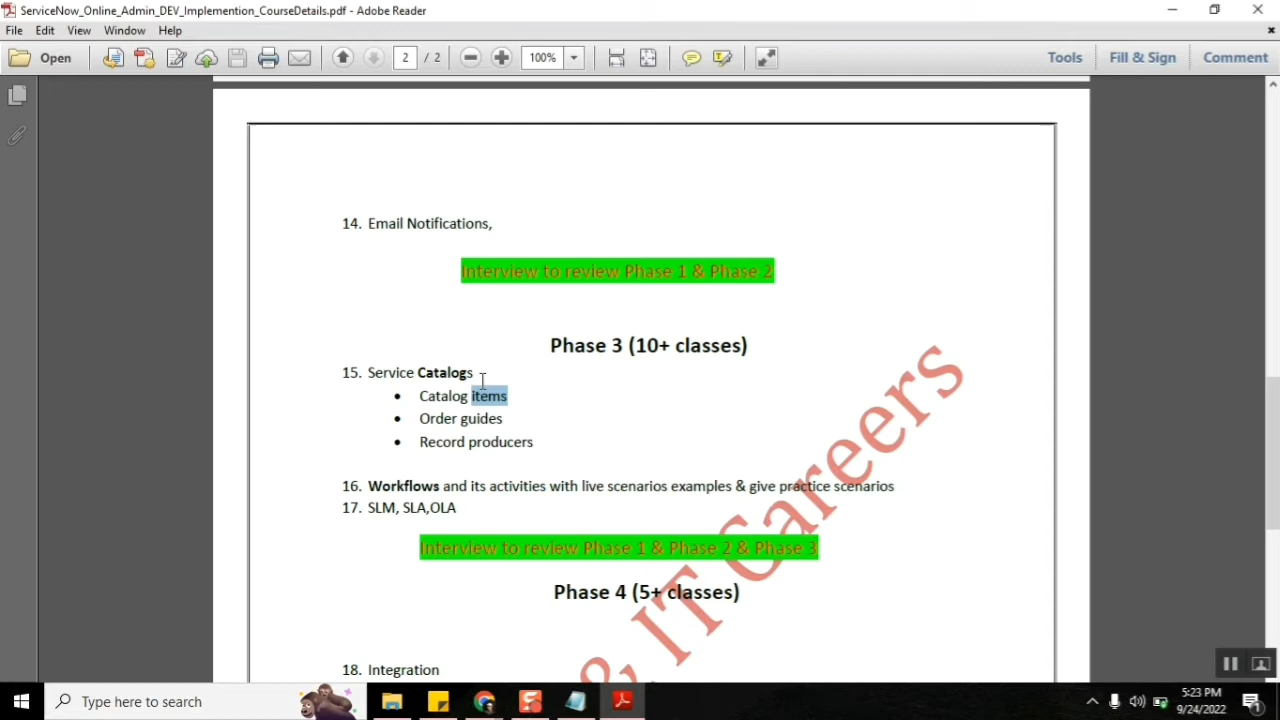 ServiceNow_Online_Admin_DEV_Implemention_CourseDetails.pdf - Adobe Reader
File Edit View Window Help
Open 2 / 2 100% Tools Fill & Sign Comment
14. Email Notifications,
Interview to review Phase 1 & Phase 2
Phase 3 (10+ classes)
15. Service Catalogs
• Catalog items
• Order guides
• Record producers
16. Workflows and its activities with live scenarios examples & give practice scenarios
17. SLM, SLA,OLA
Interview to review Phase 1 & Phase 2 & Phase 3
Phase 4 (5+ classes)
18. Integration
& IT Careers
Type here to search
5:23 PM
9/24/2022
1